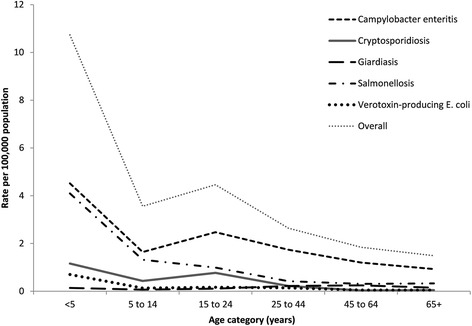 12
10
8
6
4
2
0
Rate per 100,000 population
Campylobacter enteritis
Cryptosporidiosis
Giardiasis
Salmonellosis
Verotoxin-producing E. coli
Overall
<5 5 to 14 15 to 24 25 to 44 45 to 64 65+
Age category (years)